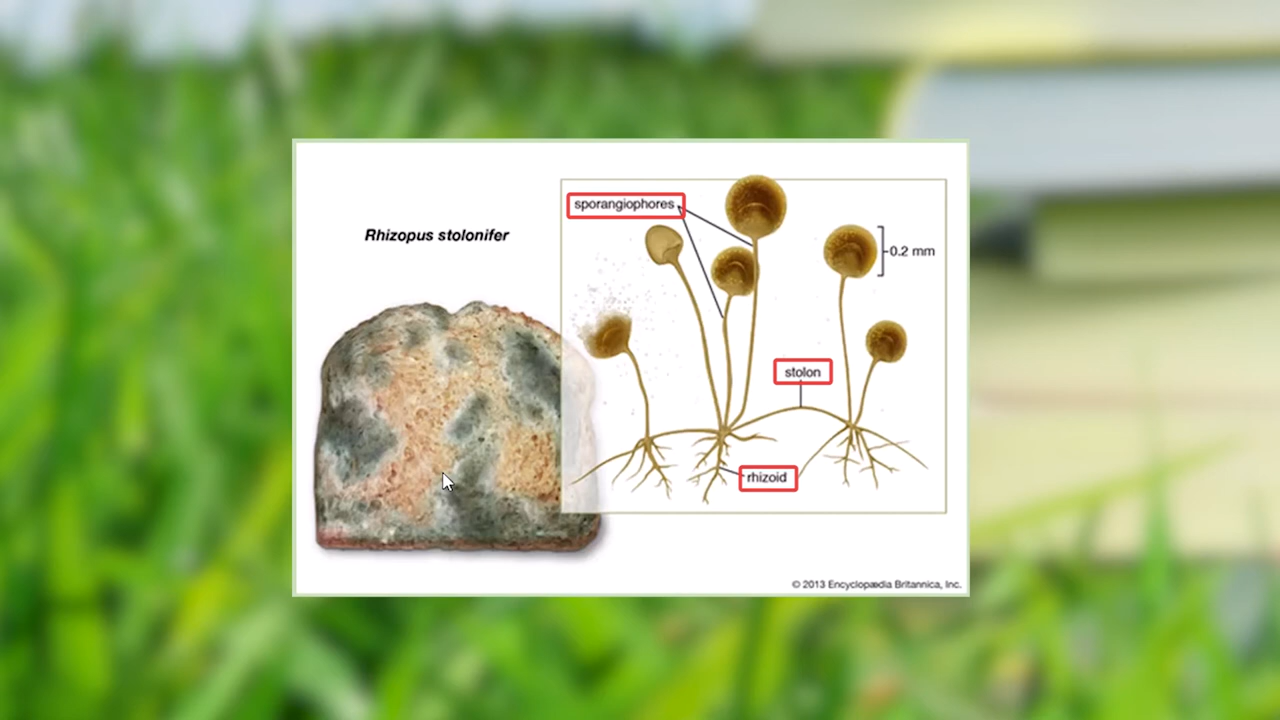 sporangiophores
Rhizopus stolonifer
0.2 mm
stolon
rhizoid
© 2013 Encyclopædia Britannica, Inc.